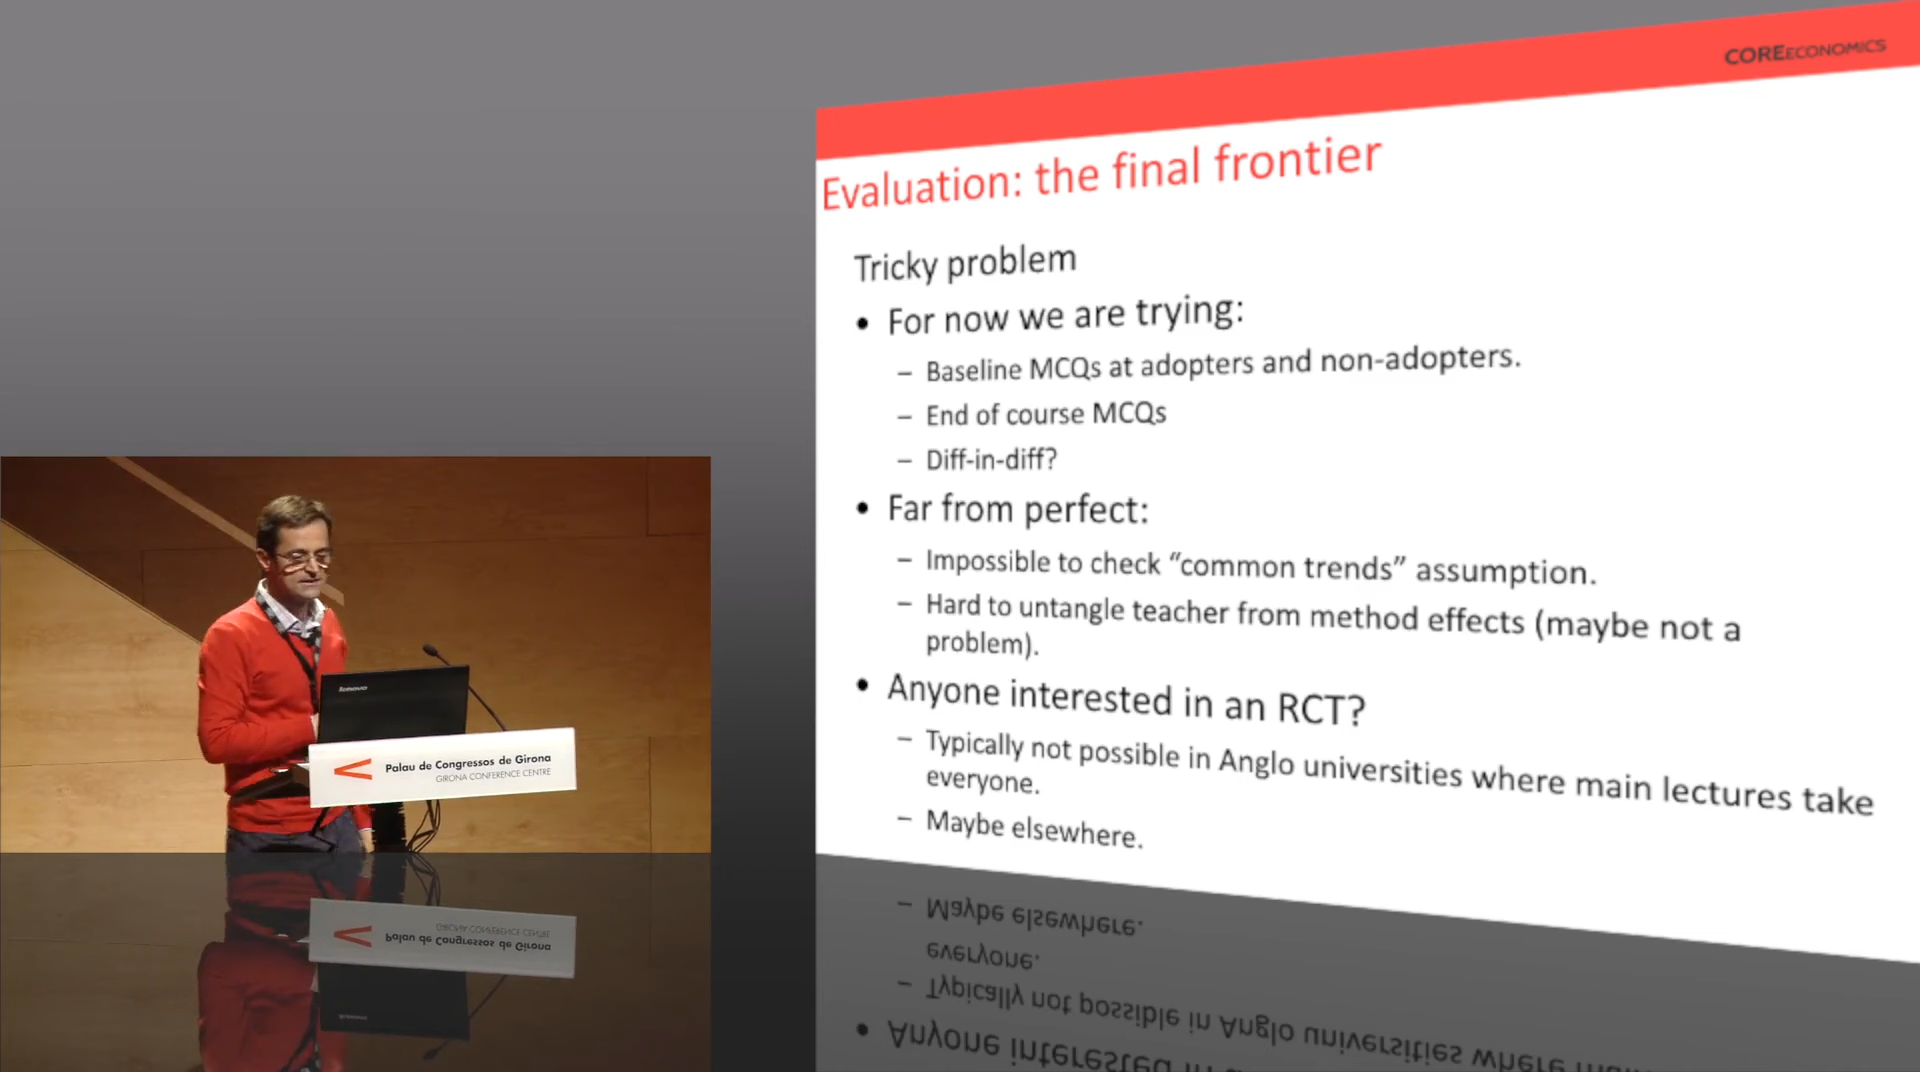 COREECONOMICS
Evaluation: the final frontier
Tricky problem
• For now we are trying:
– Baseline MCQs at adopters and non-adopters.
– End of course MCQs
– Diff-in-diff?
• Far from perfect:
– Impossible to check “common trends” assumption.
– Hard to untangle teacher from method effects (maybe not a
problem).
• Anyone interested in an RCT?
– Typically not possible in Anglo universities where main lectures take
everyone.
– Maybe elsewhere.
lenovo
Palau de Congressos de Girona
GIRONA CONFERENCE CENTRE